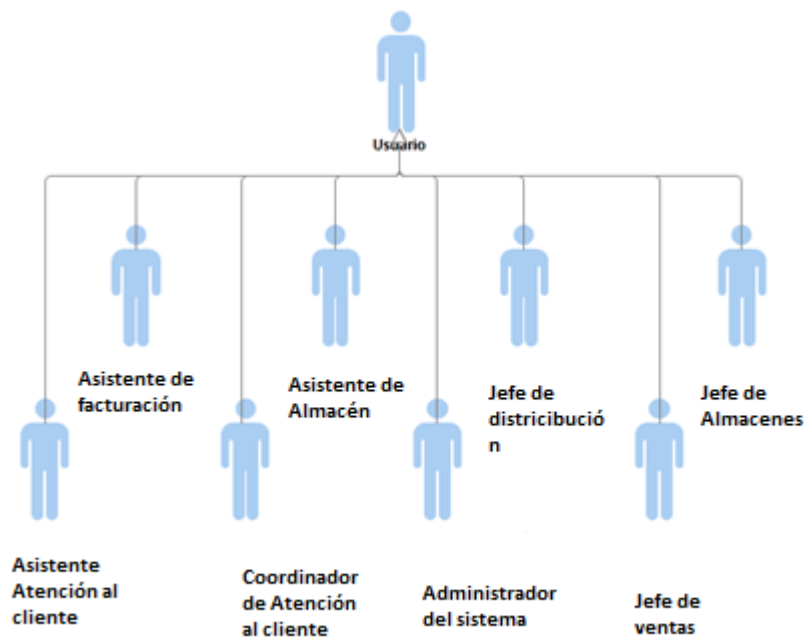 Usuario
Asistente de
facturación
Asistente de
Almacén
Jefe de
districibució
n
Jefe de
Almacenes
Asistente
Atención al
cliente
Coordinador
de Atención
al cliente
Administrador
del sistema
Jefe de
ventas